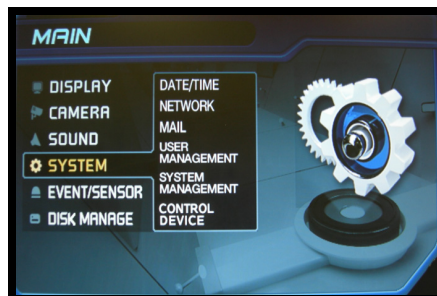 MAIN
DISPLAY
CAMERA
SOUND
SYSTEM
EVENT/SENSOR
DISK MANAGE
DATE/TIME
NETWORK
MAIL
USER
MANAGEMENT
SYSTEM
MANAGEMENT
CONTROL
DEVICE